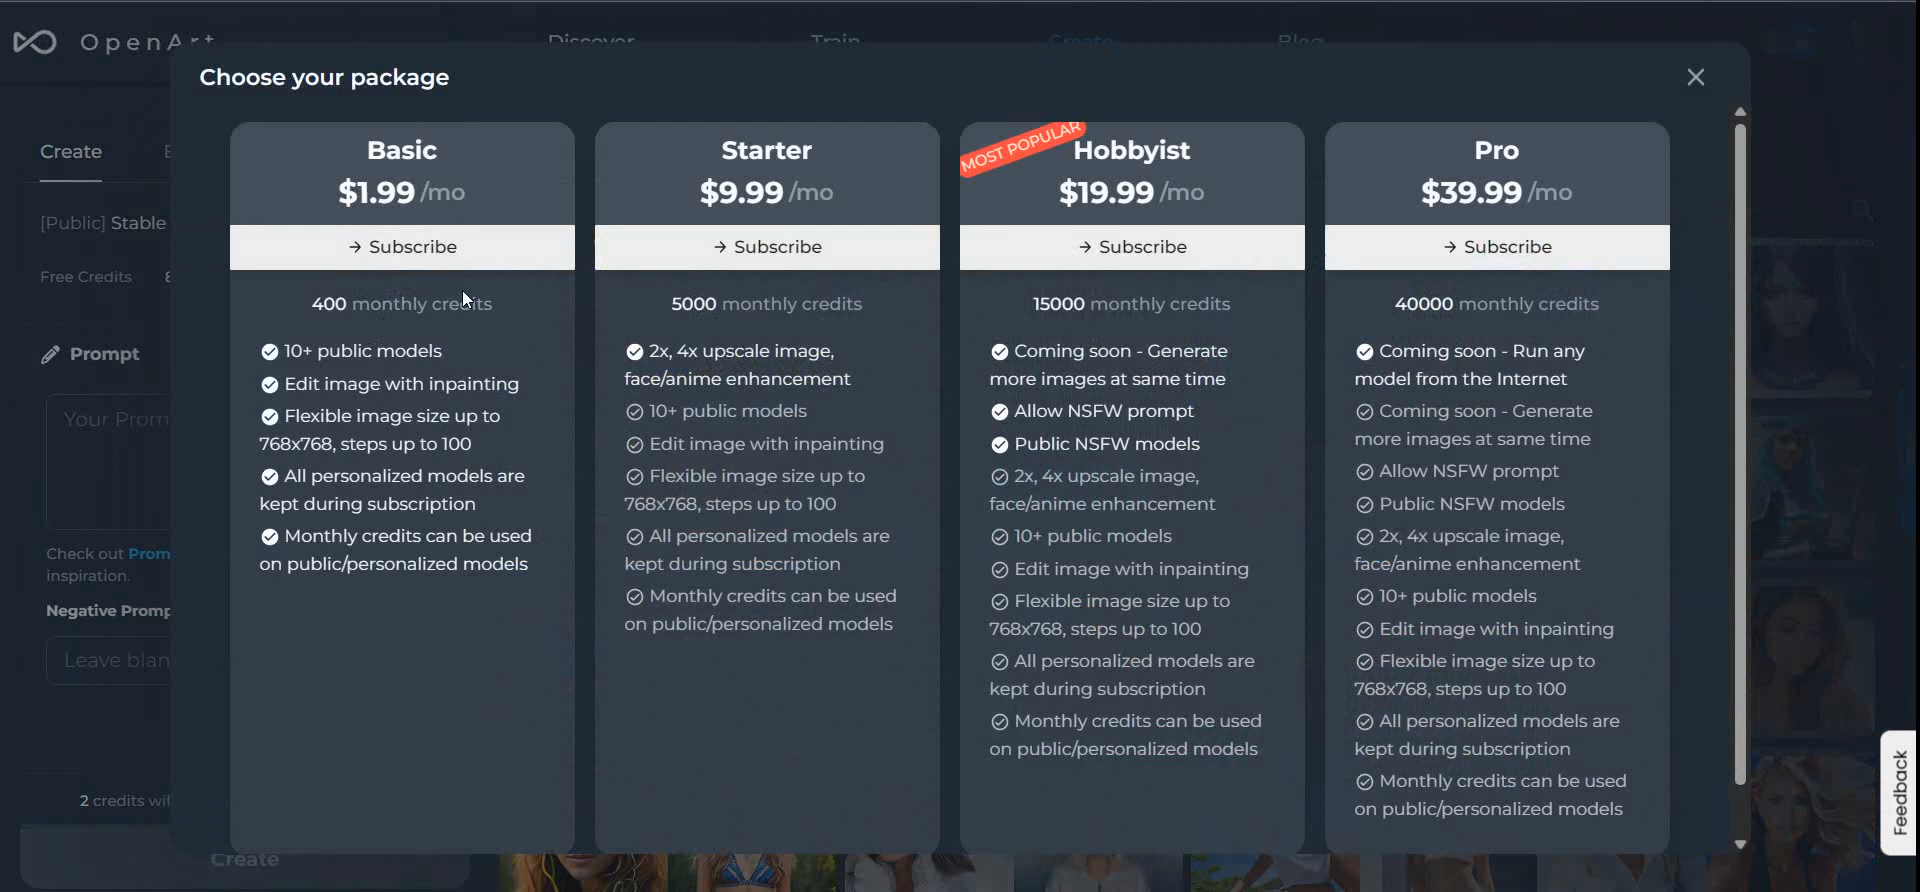 OpenArt
Discover
Train
Create
Blog
Choose your package
Create
[Public] Stable
Free Credits
Prompt
Your Prom
Check out Prom
inspiration.
Negative Promp
Leave blan
2 credits wil
Create
Basic
$1.99 /mo
→ Subscribe
400 monthly credits
10+ public models
Edit image with inpainting
Flexible image size up to
768x768, steps up to 100
All personalized models are
kept during subscription
Monthly credits can be used
on public/personalized models
Starter
$9.99 /mo
→ Subscribe
5000 monthly credits
2x, 4x upscale image,
face/anime enhancement
10+ public models
Edit image with inpainting
Flexible image size up to
768x768, steps up to 100
All personalized models are
kept during subscription
Monthly credits can be used
on public/personalized models
MOST POPULAR
Hobbyist
$19.99 /mo
→ Subscribe
15000 monthly credits
Coming soon - Generate
more images at same time
Allow NSFW prompt
Public NSFW models
2x, 4x upscale image,
face/anime enhancement
10+ public models
Edit image with inpainting
Flexible image size up to
768x768, steps up to 100
All personalized models are
kept during subscription
Monthly credits can be used
on public/personalized models
Pro
$39.99 /mo
→ Subscribe
40000 monthly credits
Coming soon - Run any
model from the Internet
Coming soon - Generate
more images at same time
Allow NSFW prompt
Public NSFW models
2x, 4x upscale image,
face/anime enhancement
10+ public models
Edit image with inpainting
Flexible image size up to
768x768, steps up to 100
All personalized models are
kept during subscription
Monthly credits can be used
on public/personalized models
Feedback